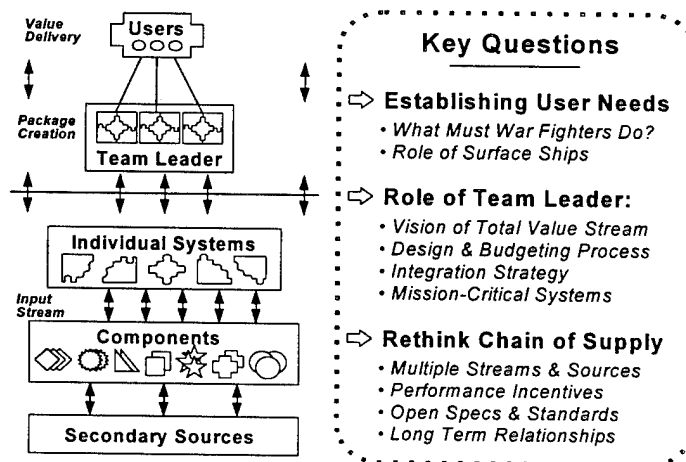 Value
Delivery
Users
Package
Creation
Team Leader
Individual Systems
Input
Stream
Components
Secondary Sources
Key Questions
Establishing User Needs
• What Must War Fighters Do?
• Role of Surface Ships
Role of Team Leader:
• Vision of Total Value Stream
• Design & Budgeting Process
• Integration Strategy
• Mission-Critical Systems
Rethink Chain of Supply
• Multiple Streams & Sources
• Performance Incentives
• Open Specs & Standards
• Long Term Relationships